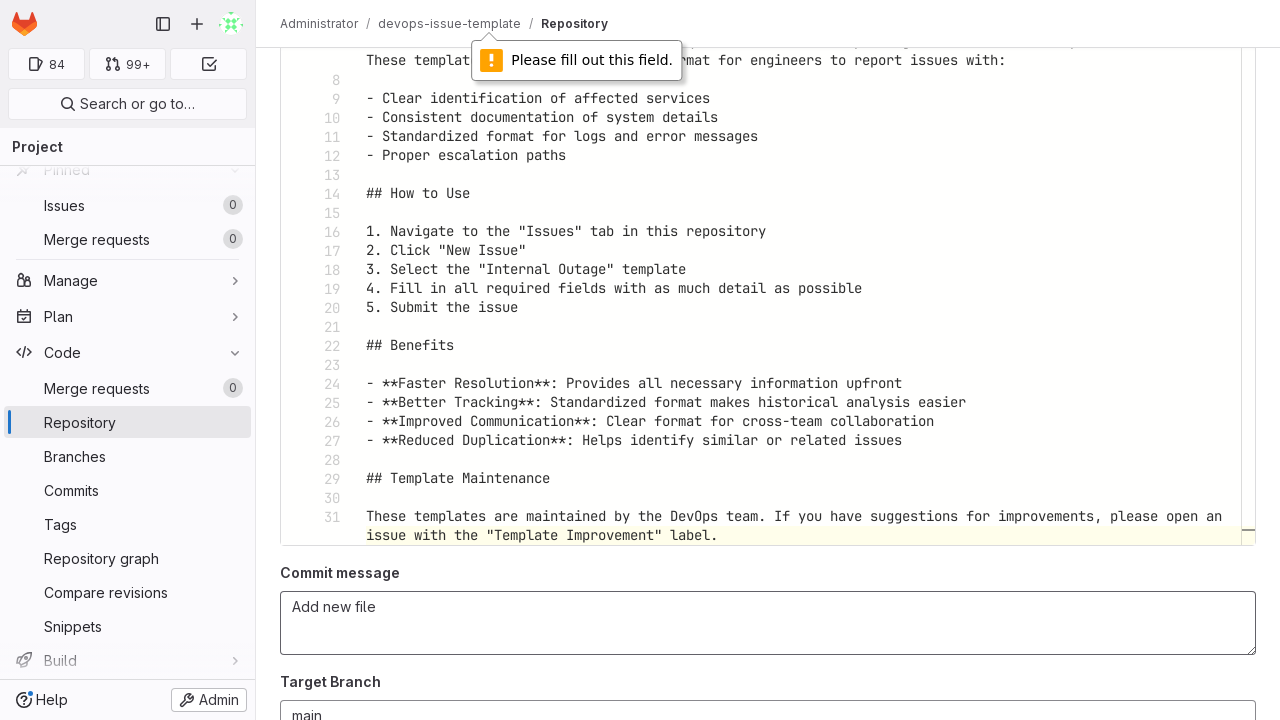 Administrator / devops-issue-template / Repository
Please fill out this field.
84
99+
Search or go to…
Project
Pinned
Issues 0
Merge requests 0
Manage
Plan
Code
Merge requests 0
Repository
Branches
Commits
Tags
Repository graph
Compare revisions
Snippets
Build
Help
Admin
These templat
rmat for engineers to report issues with:
8
9 - Clear identification of affected services
10 - Consistent documentation of system details
11 - Standardized format for logs and error messages
12 - Proper escalation paths
13
14 ## How to Use
15
16 1. Navigate to the "Issues" tab in this repository
17 2. Click "New Issue"
18 3. Select the "Internal Outage" template
19 4. Fill in all required fields with as much detail as possible
20 5. Submit the issue
21
22 ## Benefits
23
24 - **Faster Resolution**: Provides all necessary information upfront
25 - **Better Tracking**: Standardized format makes historical analysis easier
26 - **Improved Communication**: Clear format for cross-team collaboration
27 - **Reduced Duplication**: Helps identify similar or related issues
28
29 ## Template Maintenance
30
31 These templates are maintained by the DevOps team. If you have suggestions for improvements, please open an
issue with the "Template Improvement" label.
Commit message
Add new file
Target Branch
main